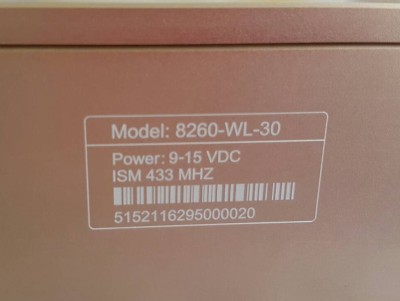 Model: 8260-WL-30
Power: 9-15 VDC
ISM 433 MHZ
5152116295000020